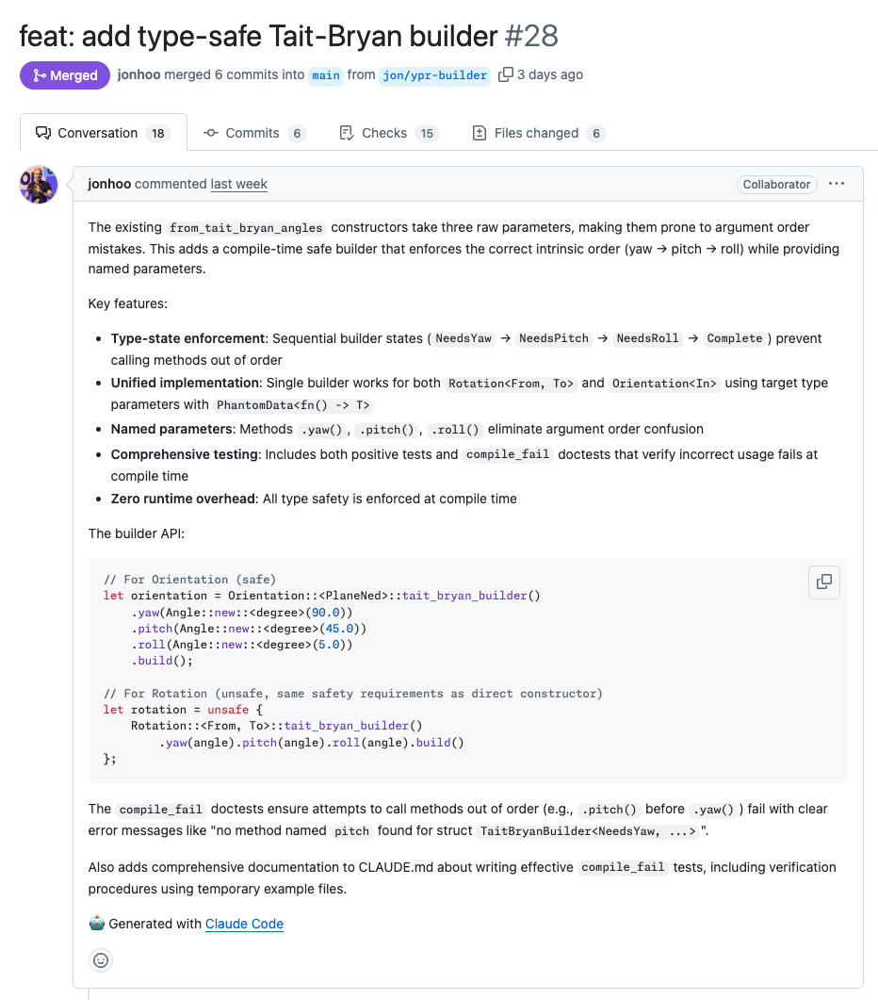 feat: add type-safe Tait-Bryan builder #28
Merged jonhoo merged 6 commits into main from jon/ypr-builder 3 days ago
Conversation 18 Commits 6 Checks 15 Files changed 6
jonhoo commented last week Collaborator ···
The existing from_tait_bryan_angles constructors take three raw parameters, making them prone to argument order
mistakes. This adds a compile-time safe builder that enforces the correct intrinsic order (yaw → pitch → roll) while providing
named parameters.
Key features:
• Type-state enforcement: Sequential builder states ( NeedsYaw → NeedsPitch → NeedsRoll → Complete ) prevent
calling methods out of order
• Unified implementation: Single builder works for both Rotation<From, To> and Orientation<In> using target type
parameters with PhantomData<fn() -> T>
• Named parameters: Methods .yaw() , .pitch() , .roll() eliminate argument order confusion
• Comprehensive testing: Includes both positive tests and compile_fail doctests that verify incorrect usage fails at
compile time
• Zero runtime overhead: All type safety is enforced at compile time
The builder API:
// For Orientation (safe)
let orientation = Orientation::<PlaneNed>::tait_bryan_builder()
    .yaw(Angle::new::<degree>(90.0))
    .pitch(Angle::new::<degree>(45.0))
    .roll(Angle::new::<degree>(5.0))
    .build();
// For Rotation (unsafe, same safety requirements as direct constructor)
let rotation = unsafe {
    Rotation::<From, To>::tait_bryan_builder()
        .yaw(angle).pitch(angle).roll(angle).build()
};
The compile_fail doctests ensure attempts to call methods out of order (e.g., .pitch() before .yaw() ) fail with clear
error messages like "no method named pitch found for struct TaitBryanBuilder<NeedsYaw, ...> ".
Also adds comprehensive documentation to CLAUDE.md about writing effective compile_fail tests, including verification
procedures using temporary example files.
🤖 Generated with Claude Code